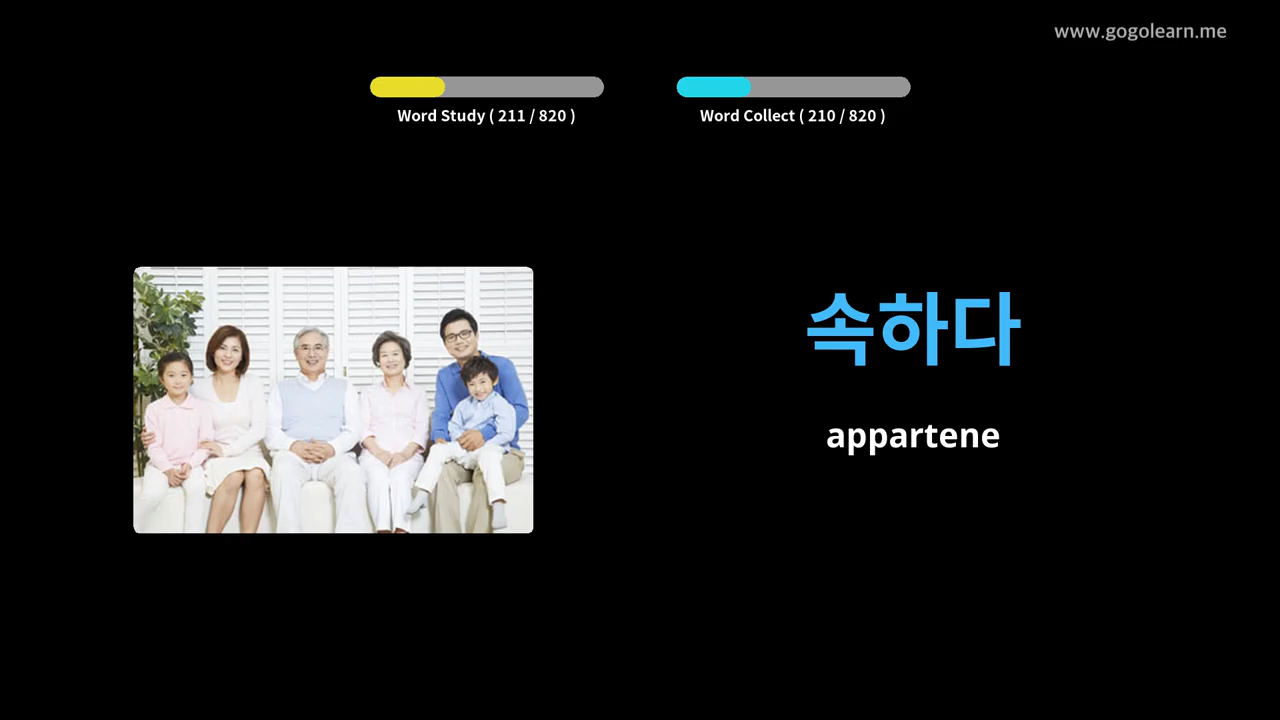 www.gogolearn.me
Word Study ( 211 / 820 )
Word Collect ( 210 / 820 )
속하다
appartene